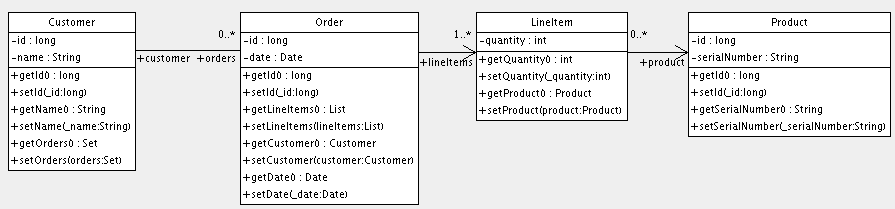 Customer
-id : long
-name : String
+getId() : long
+setId(_id:long)
+getName() : String
+setName(_name:String)
+getOrders() : Set
+setOrders(orders:Set)
0..*
+customer +orders
Order
-id : long
-date : Date
+getId() : long
+setId(_id:long)
+getLineItems() : List
+setLineItems(lineItems:List)
+getCustomer() : Customer
+setCustomer(customer:Customer)
+getDate() : Date
+setDate(_date:Date)
1..*
+lineItems
LineItem
-quantity : int
+getQuantity() : int
+setQuantity(_quantity:int)
+getProduct() : Product
+setProduct(product:Product)
0..*
+product
Product
-id : long
-serialNumber : String
+getId() : long
+setId(_id:long)
+getSerialNumber() : String
+setSerialNumber(_serialNumber:String)